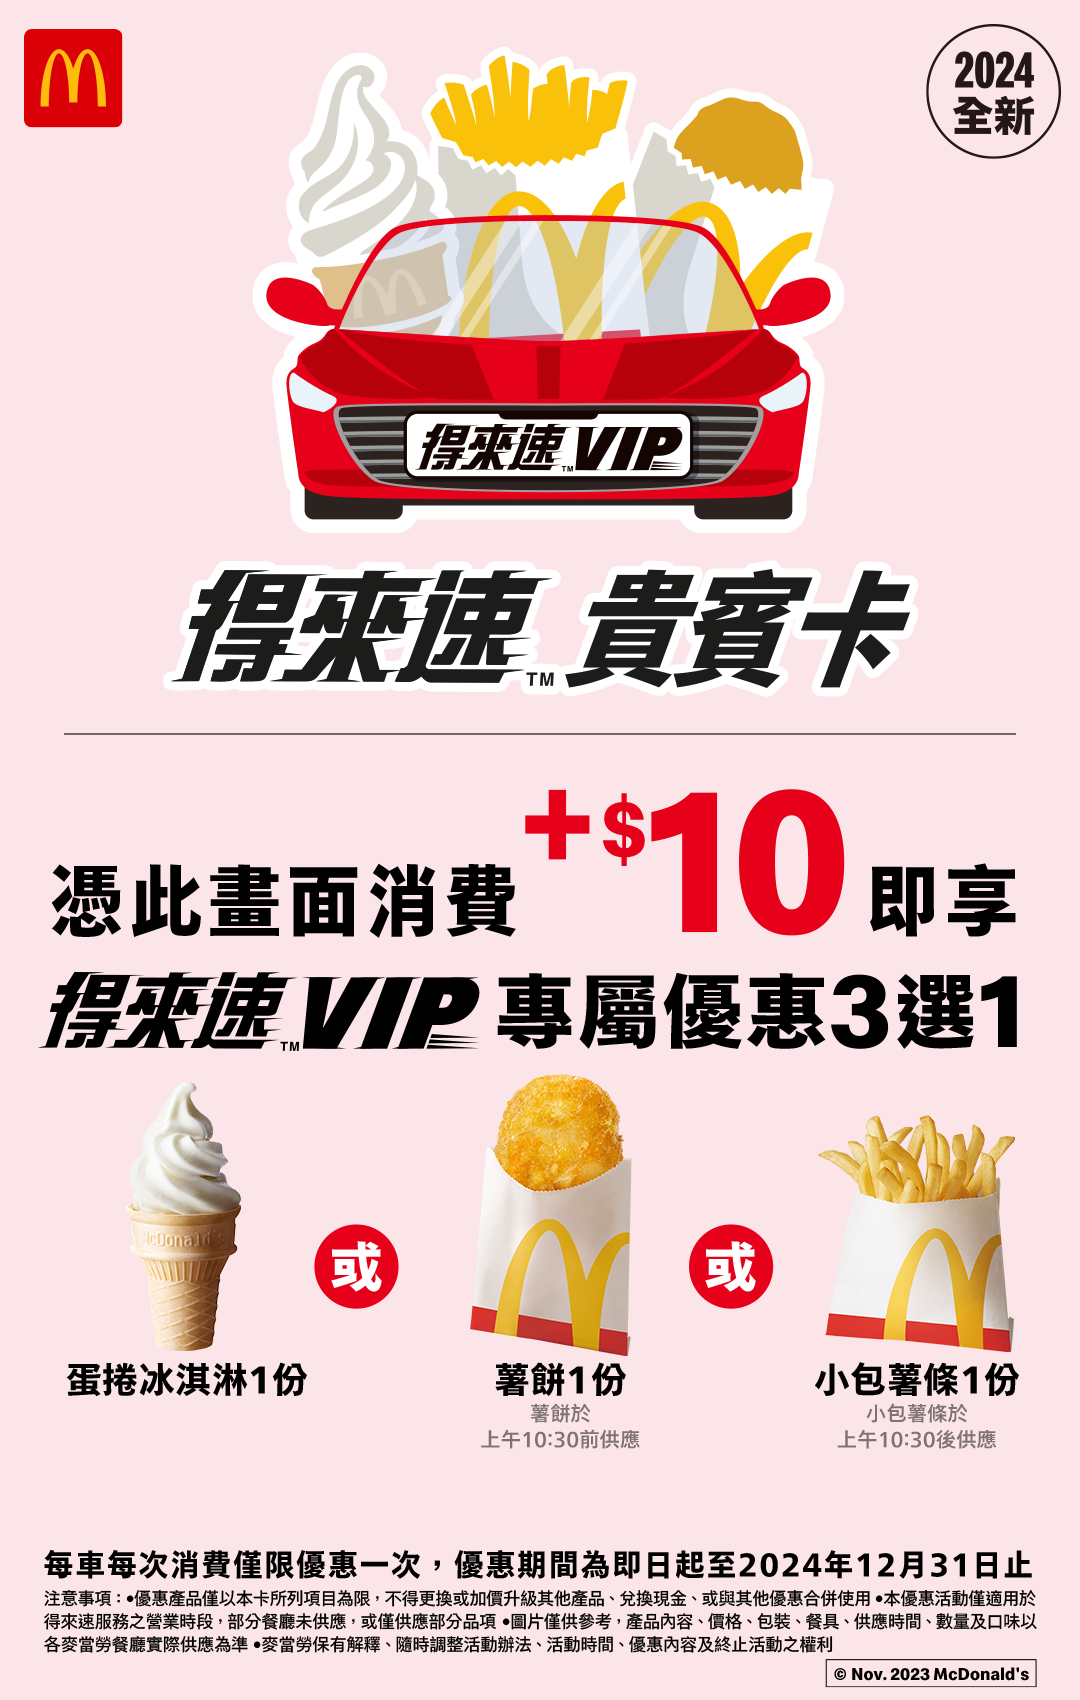 2024
全新
得來速™VIP
得來速™ 貴賓卡
憑此畫面消費+$10即享
得來速™VIP 專屬優惠3選1
McDonald's
或
或
蛋捲冰淇淋1份
薯餅1份
小包薯條1份
薯餅於
上午10:30前供應
小包薯條於
上午10:30後供應
每車每次消費僅限優惠一次，優惠期間為即日起至2024年12月31日止
注意事項：•優惠產品僅以本卡所列項目為限，不得更換或加價升級其他產品、兌換現金、或與其他優惠合併使用 •本優惠活動僅適用於
得來速服務之營業時段，部分餐廳未供應，或僅供應部分品項 •圖片僅供參考，產品內容、價格、包裝、餐具、供應時間、數量及口味以
各麥當勞餐廳實際供應為準 •麥當勞保有解釋、隨時調整活動辦法、活動時間、優惠內容及終止活動之權利
© Nov. 2023 McDonald's